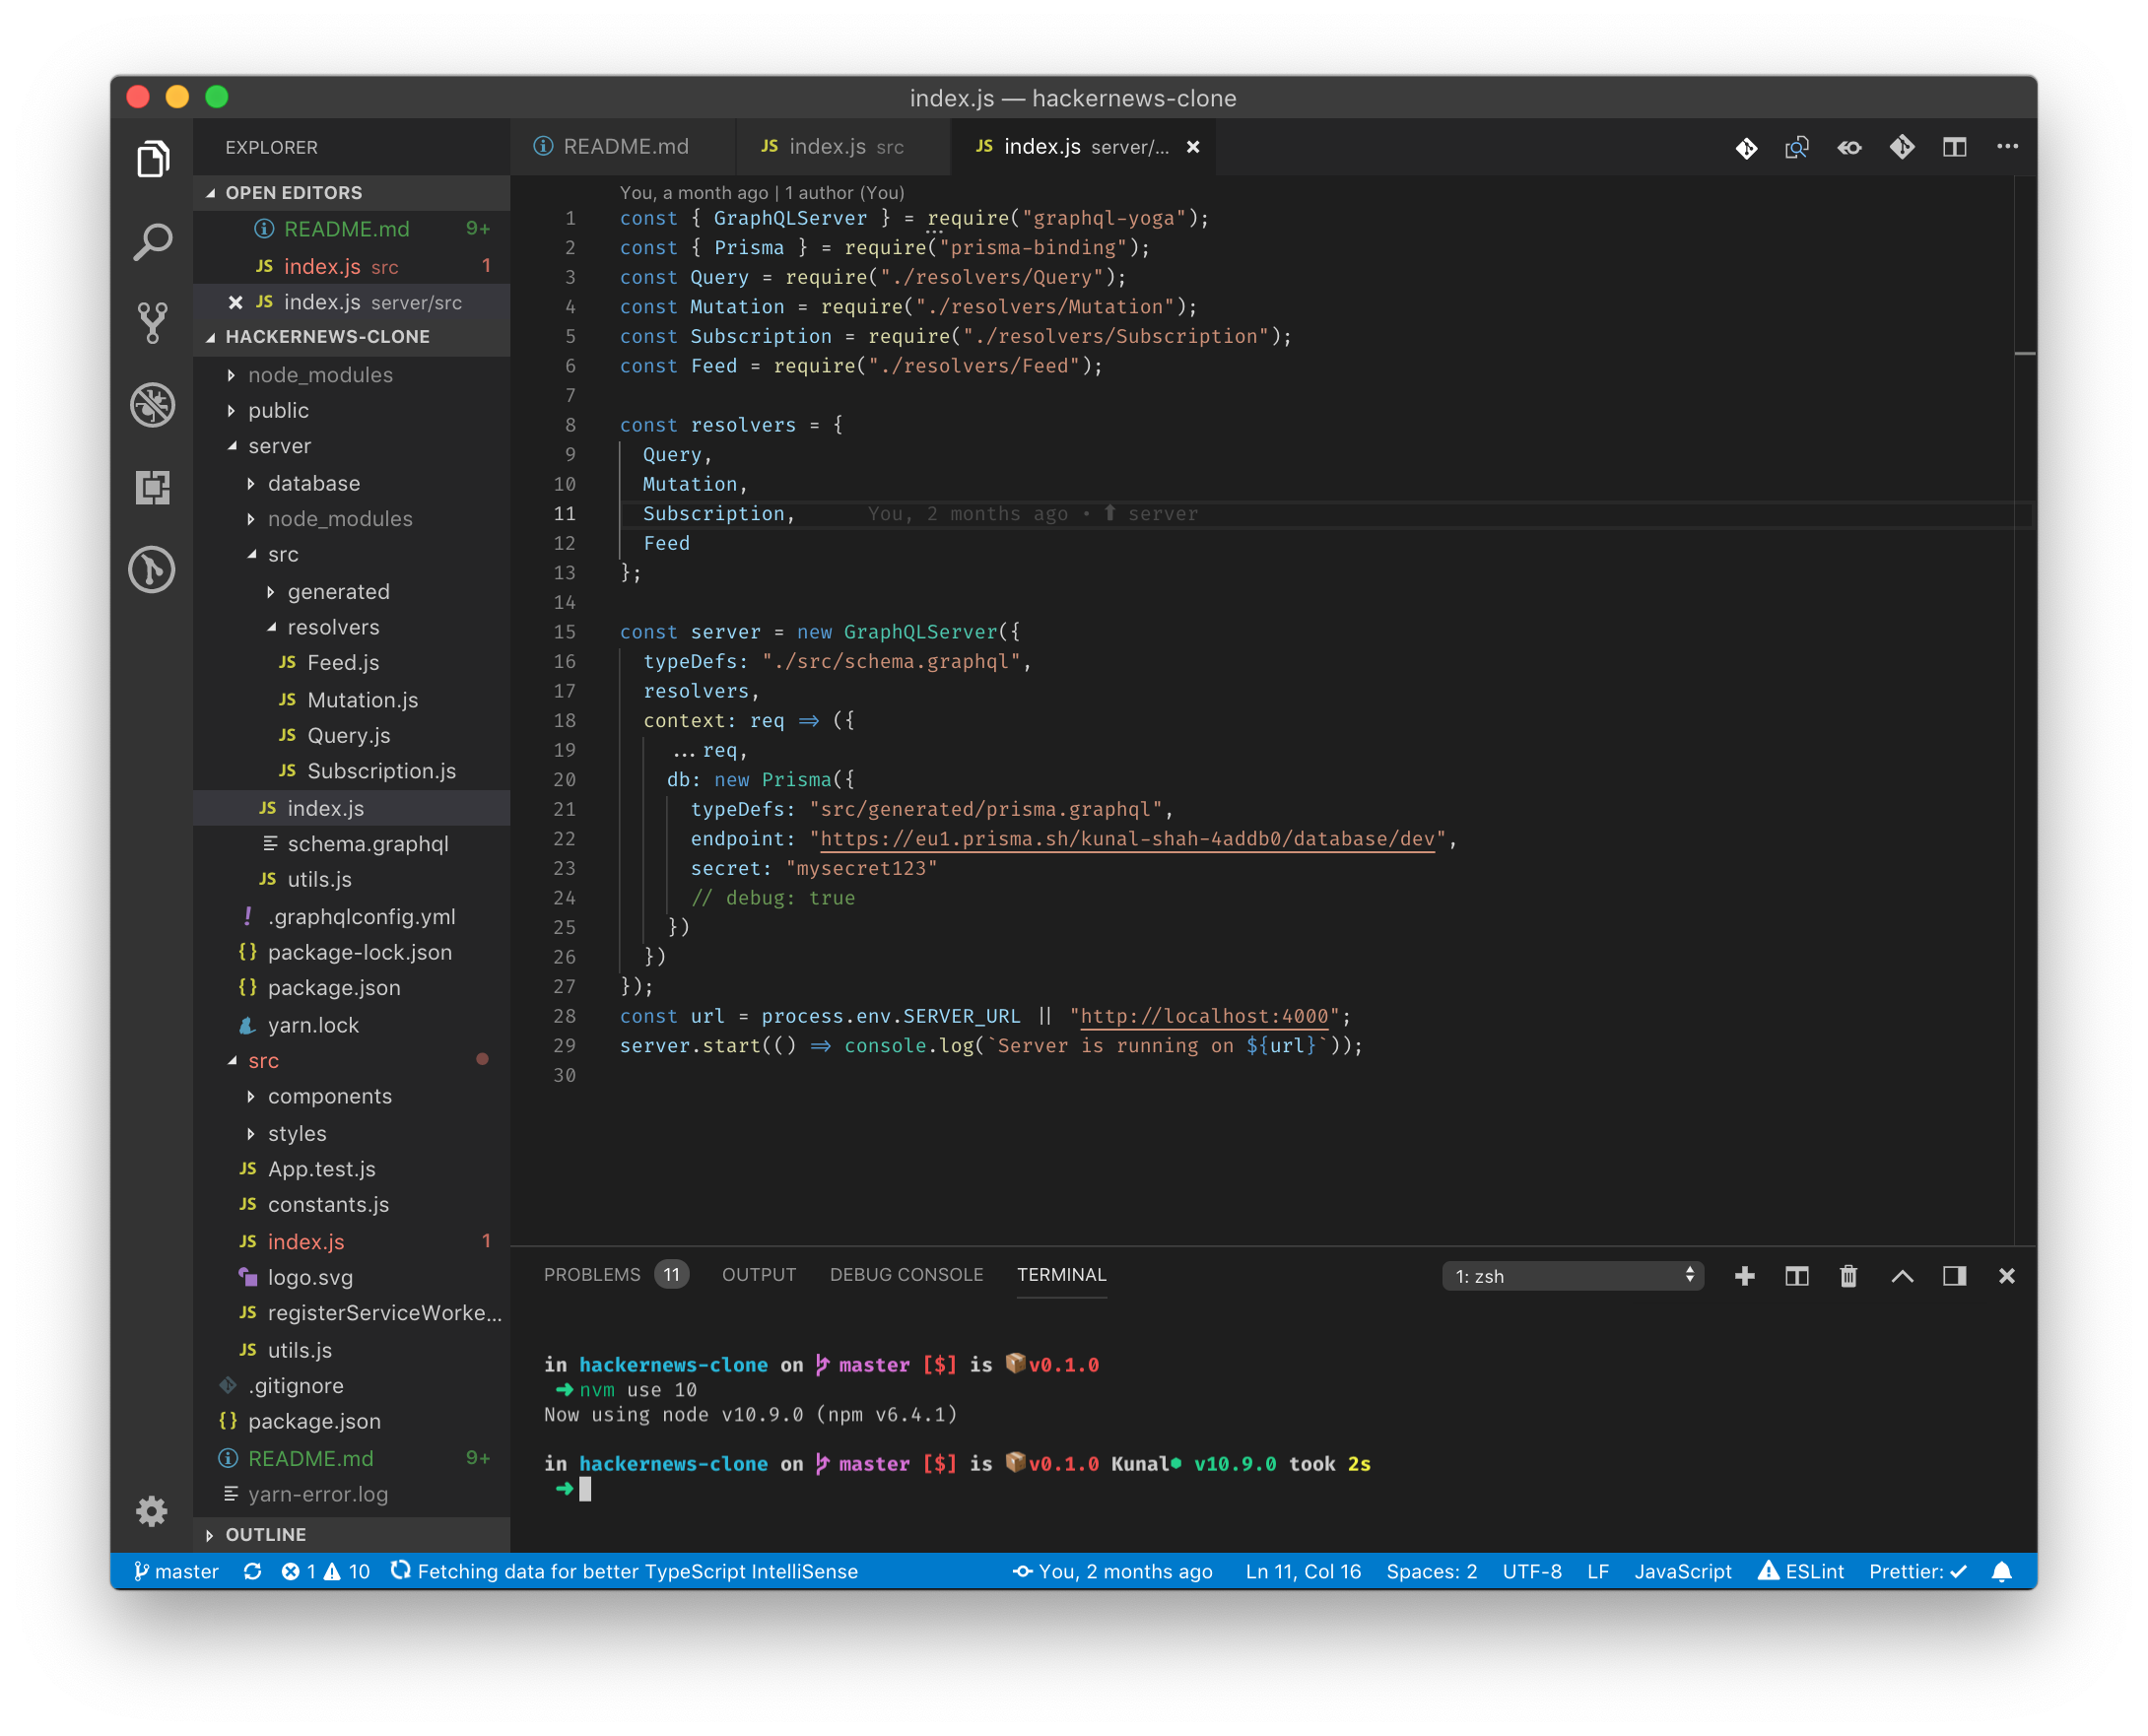 index.js — hackernews-clone
EXPLORER
OPEN EDITORS
README.md 9+
JS index.js src 1
JS index.js server/src
HACKERNEWS-CLONE
node_modules
public
server
database
node_modules
src
generated
resolvers
JS Feed.js
JS Mutation.js
JS Query.js
JS Subscription.js
JS index.js
schema.graphql
JS utils.js
! .graphqlconfig.yml
{} package-lock.json
{} package.json
yarn.lock
src
components
styles
JS App.test.js
JS constants.js
JS index.js 1
logo.svg
JS registerServiceWorke...
JS utils.js
.gitignore
{} package.json
README.md 9+
yarn-error.log
OUTLINE
README.md
JS index.js src
JS index.js server/...
You, a month ago | 1 author (You)
1 const { GraphQLServer } = require("graphql-yoga");
2 const { Prisma } = require("prisma-binding");
3 const Query = require("./resolvers/Query");
4 const Mutation = require("./resolvers/Mutation");
5 const Subscription = require("./resolvers/Subscription");
6 const Feed = require("./resolvers/Feed");
7
8 const resolvers = {
9 Query,
10 Mutation,
11 Subscription, You, 2 months ago • ⬆ server
12 Feed
13 };
14
15 const server = new GraphQLServer({
16 typeDefs: "./src/schema.graphql",
17 resolvers,
18 context: req => ({
19 ...req,
20 db: new Prisma({
21 typeDefs: "src/generated/prisma.graphql",
22 endpoint: "https://eu1.prisma.sh/kunal-shah-4addb0/database/dev",
23 secret: "mysecret123"
24 // debug: true
25 })
26 })
27 });
28 const url = process.env.SERVER_URL || "http://localhost:4000";
29 server.start(() => console.log(`Server is running on ${url}`));
30
PROBLEMS 11 OUTPUT DEBUG CONSOLE TERMINAL 1: zsh
in hackernews-clone on master [$] is 📦v0.1.0
➜ nvm use 10
Now using node v10.9.0 (npm v6.4.1)
in hackernews-clone on master [$] is 📦v0.1.0 Kunal⬢ v10.9.0 took 2s
➜
master 1 10 Fetching data for better TypeScript IntelliSense You, 2 months ago Ln 11, Col 16 Spaces: 2 UTF-8 LF JavaScript ESLint Prettier: ✓